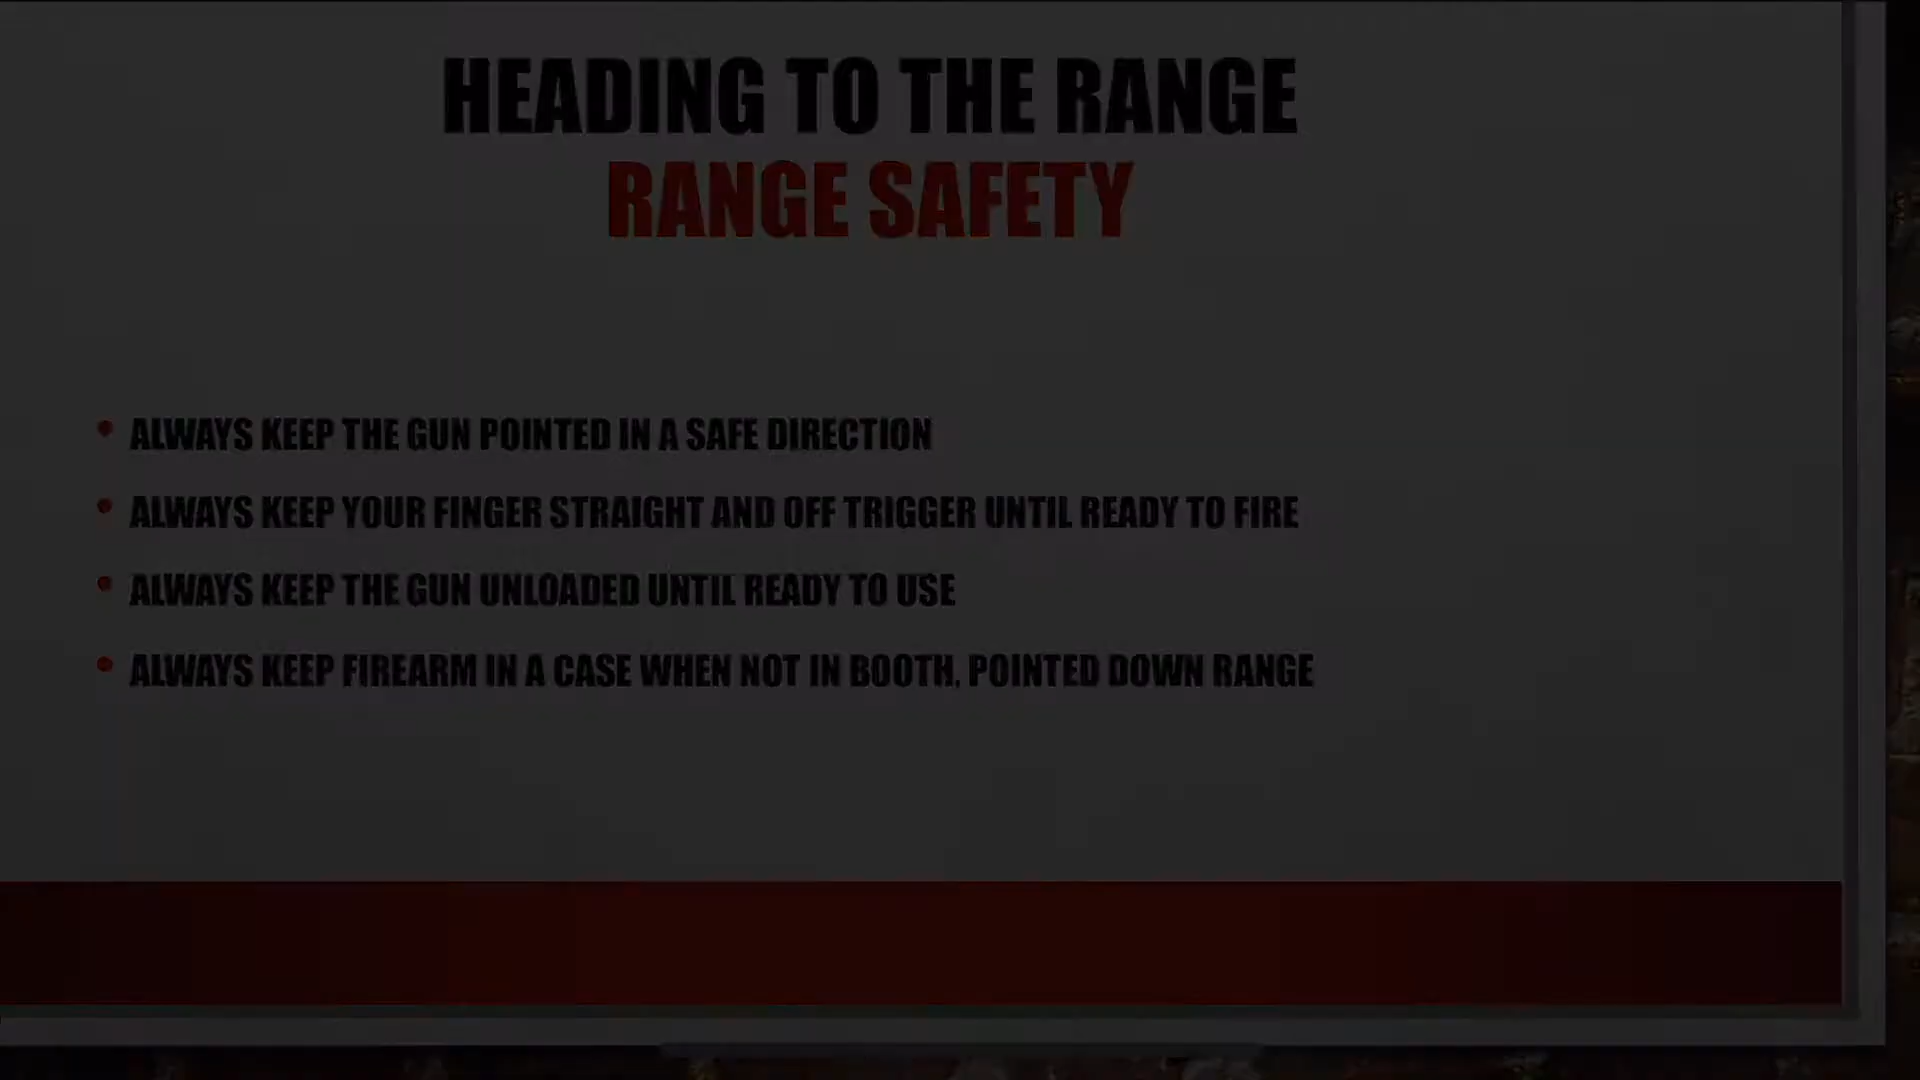 HEADING TO THE RANGE
RANGE SAFETY
• ALWAYS KEEP THE GUN POINTED IN A SAFE DIRECTION
• ALWAYS KEEP YOUR FINGER STRAIGHT AND OFF TRIGGER UNTIL READY TO FIRE
• ALWAYS KEEP THE GUN UNLOADED UNTIL READY TO USE
• ALWAYS KEEP FIREARM IN A CASE WHEN NOT IN BOOTH, POINTED DOWN RANGE